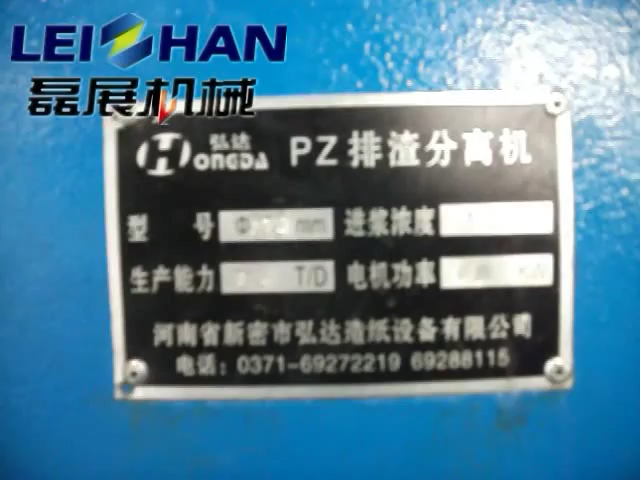 LEIZHAN
磊展机械
弘达
HONGDA PZ 排渣分离机
型 号 mm 进浆浓度
生产能力 T/D 电机功率 KW
河南省新密市弘达造纸设备有限公司
电话: 0371-69272219 69288115